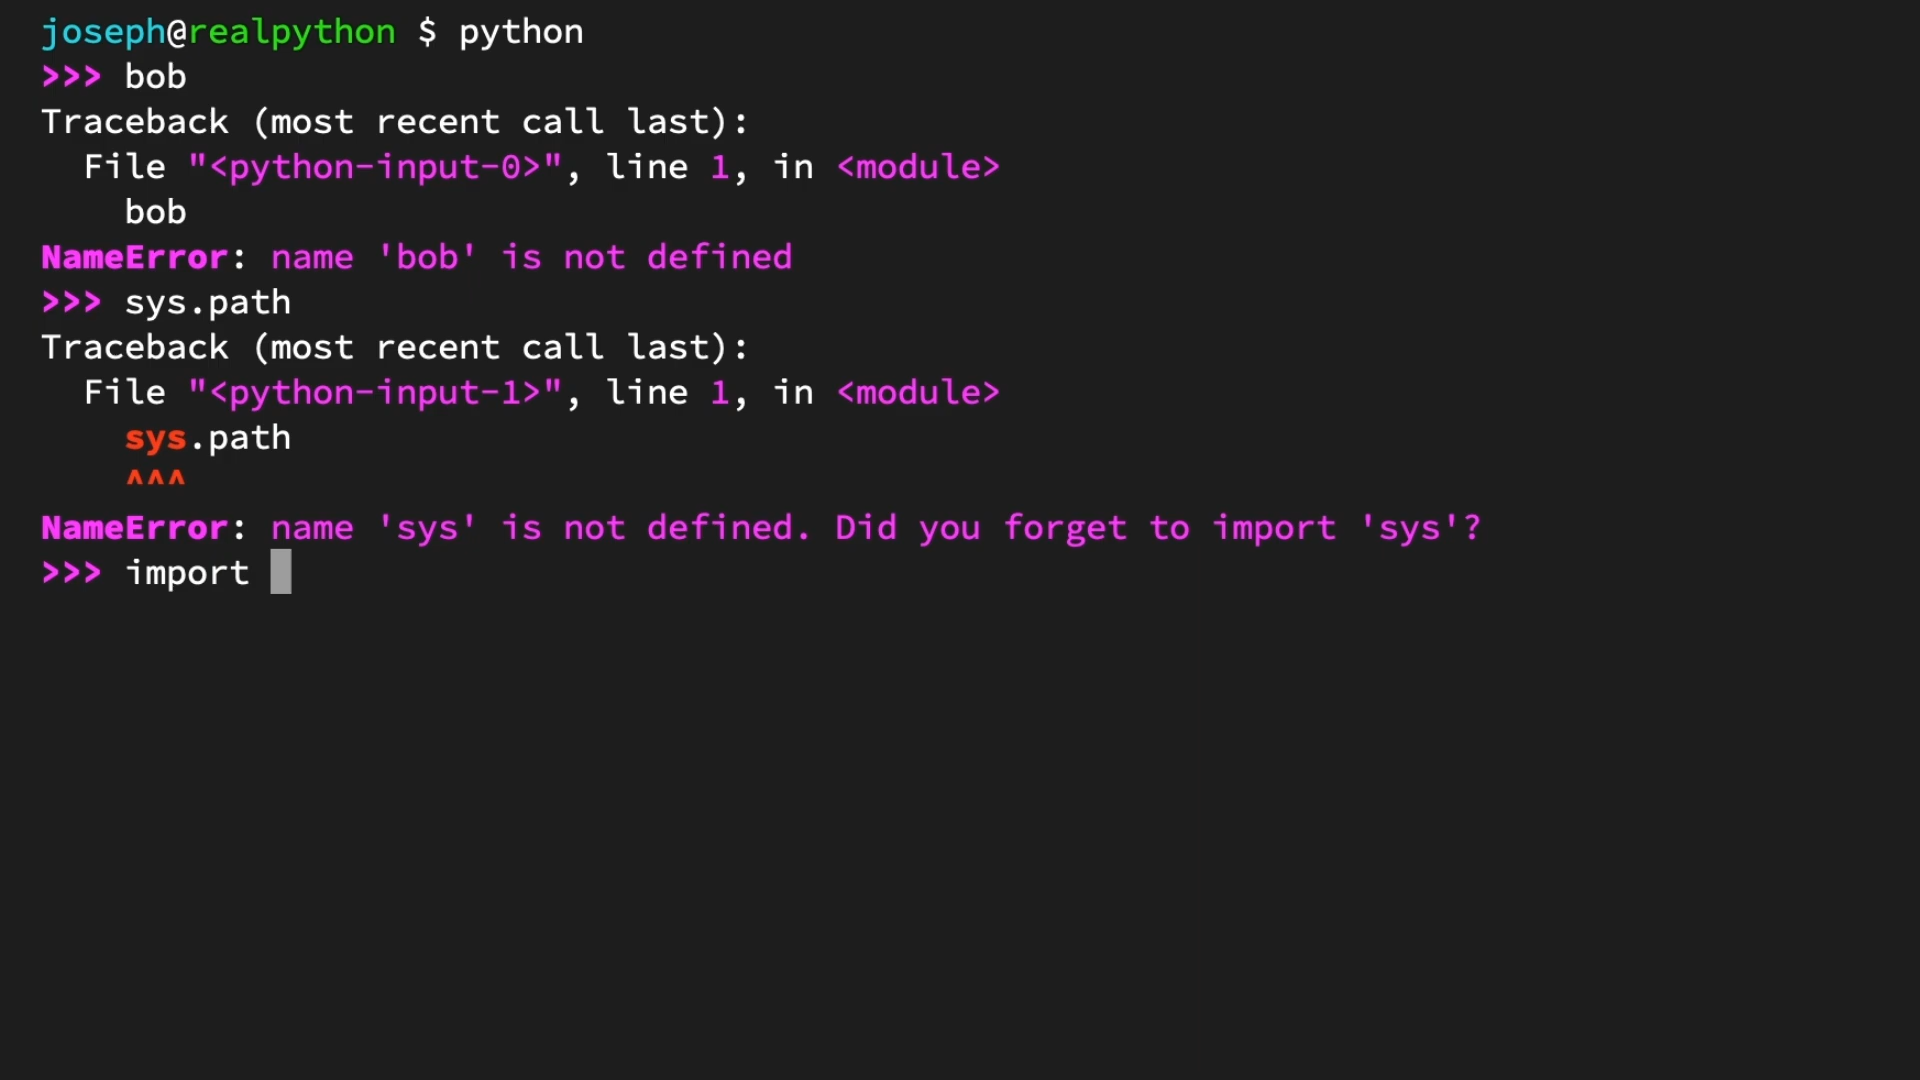 joseph@realpython $ python
>>> bob
Traceback (most recent call last):
  File "<python-input-0>", line 1, in <module>
    bob
NameError: name 'bob' is not defined
>>> sys.path
Traceback (most recent call last):
  File "<python-input-1>", line 1, in <module>
    sys.path
    ^^^
NameError: name 'sys' is not defined. Did you forget to import 'sys'?
>>> import